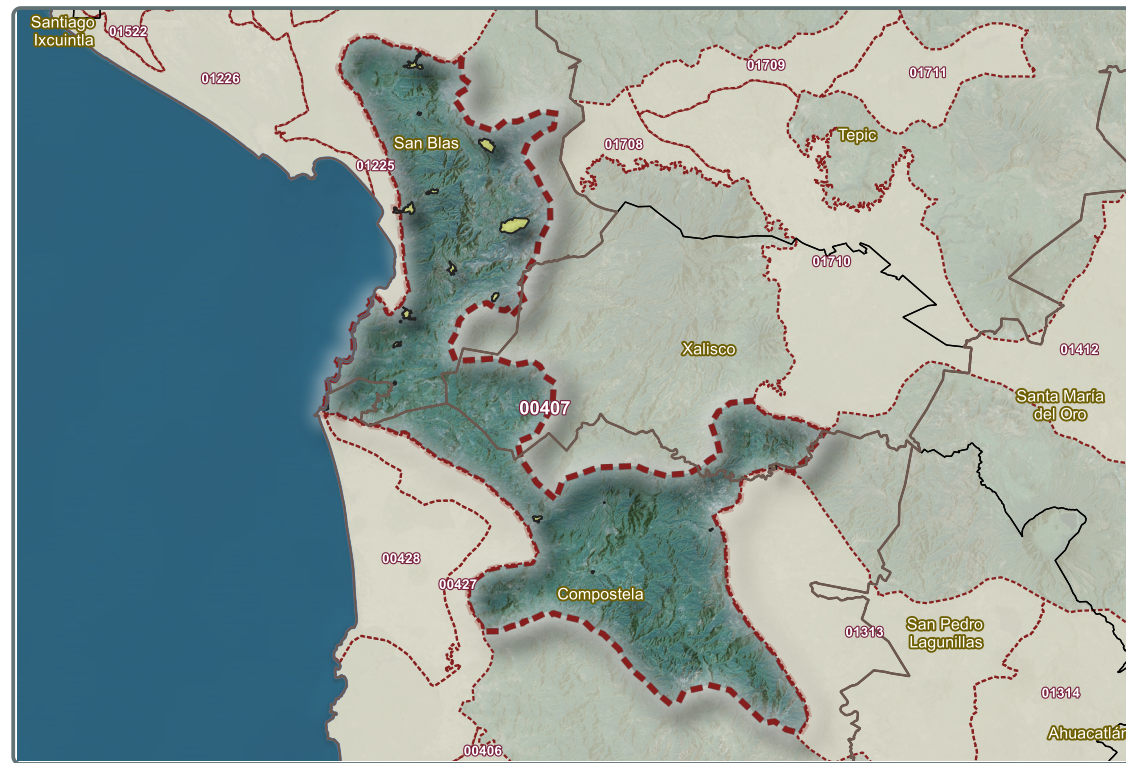 Santiago
Ixcuintla
01522
01226
01709
01711
Tepic
San Blas
01708
01225
01710
Xalisco
01412
00407
Santa María
del Oro
00428
00427
Compostela
San Pedro
Lagunillas
01313
01314
Ahuacatlán
00406